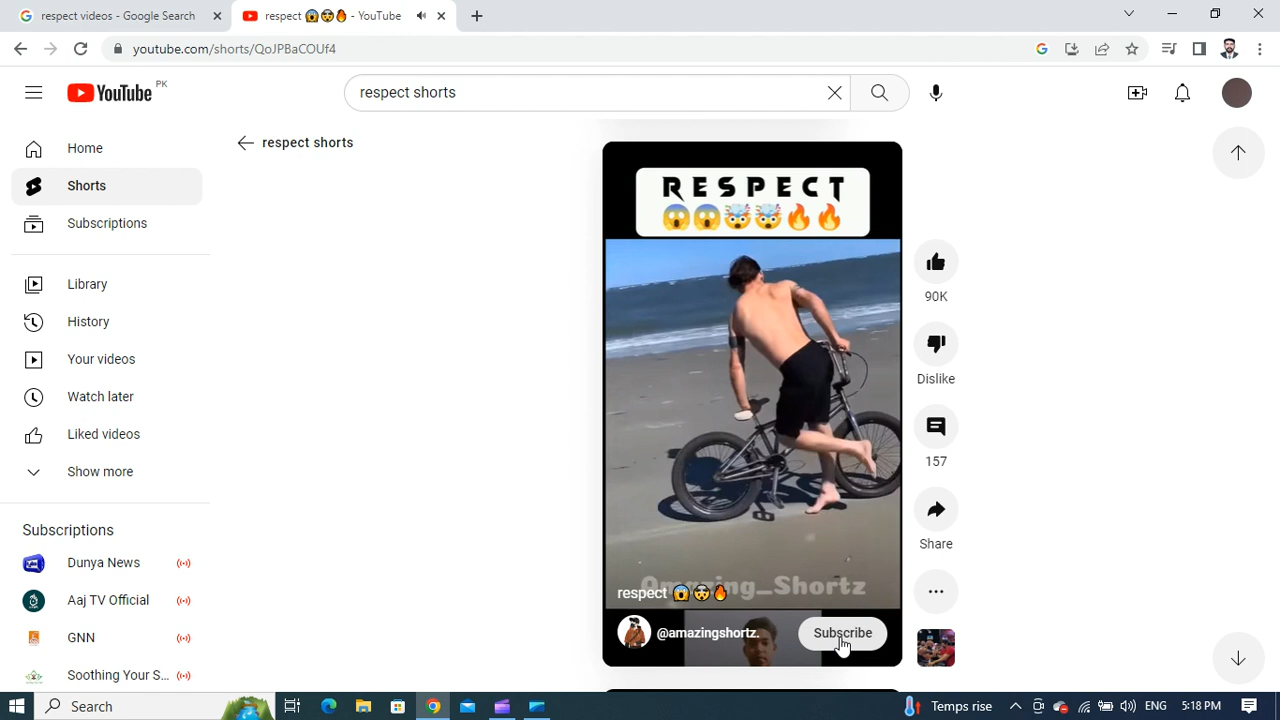 respect videos - Google Search
respect 😱🤯🔥 - YouTube
youtube.com/shorts/QoJPBaCOUf4
YouTube PK
respect shorts
Home
Shorts
Subscriptions
Library
History
Your videos
Watch later
Liked videos
Show more
Subscriptions
Dunya News
Aaj TV Official
GNN
Soothing Your S...
respect shorts
RESPECT
😱😱🤯🤯🔥🔥
Amazing_Shortz
respect 😱🤯🔥
@amazingshortz.
Subscribe
90K
Dislike
157
Share
Search
Temps rise
ENG
5:18 PM